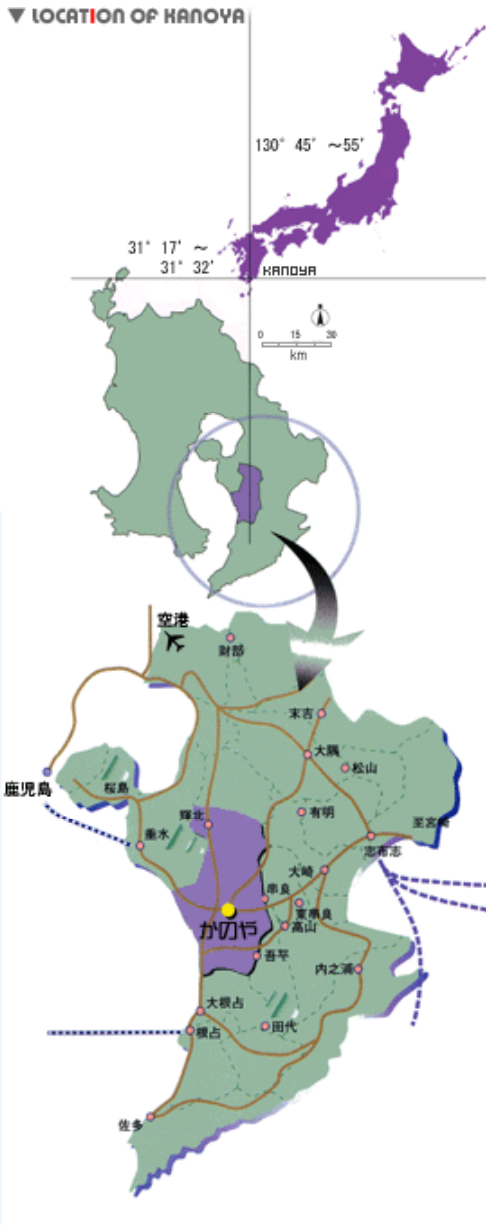 ▼ LOCATION OF KANOYA
130° 45′ ～55′
31° 17′ ～
31° 32′
KANOYA
0 15 30
km
空港
財部
末吉
大隅
松山
鹿児島
桜島
輝北
有明
垂水
至宮崎
志布志
大崎
串良
東串良
かのや
高山
吾平
内之浦
大根占
田代
根占
佐多